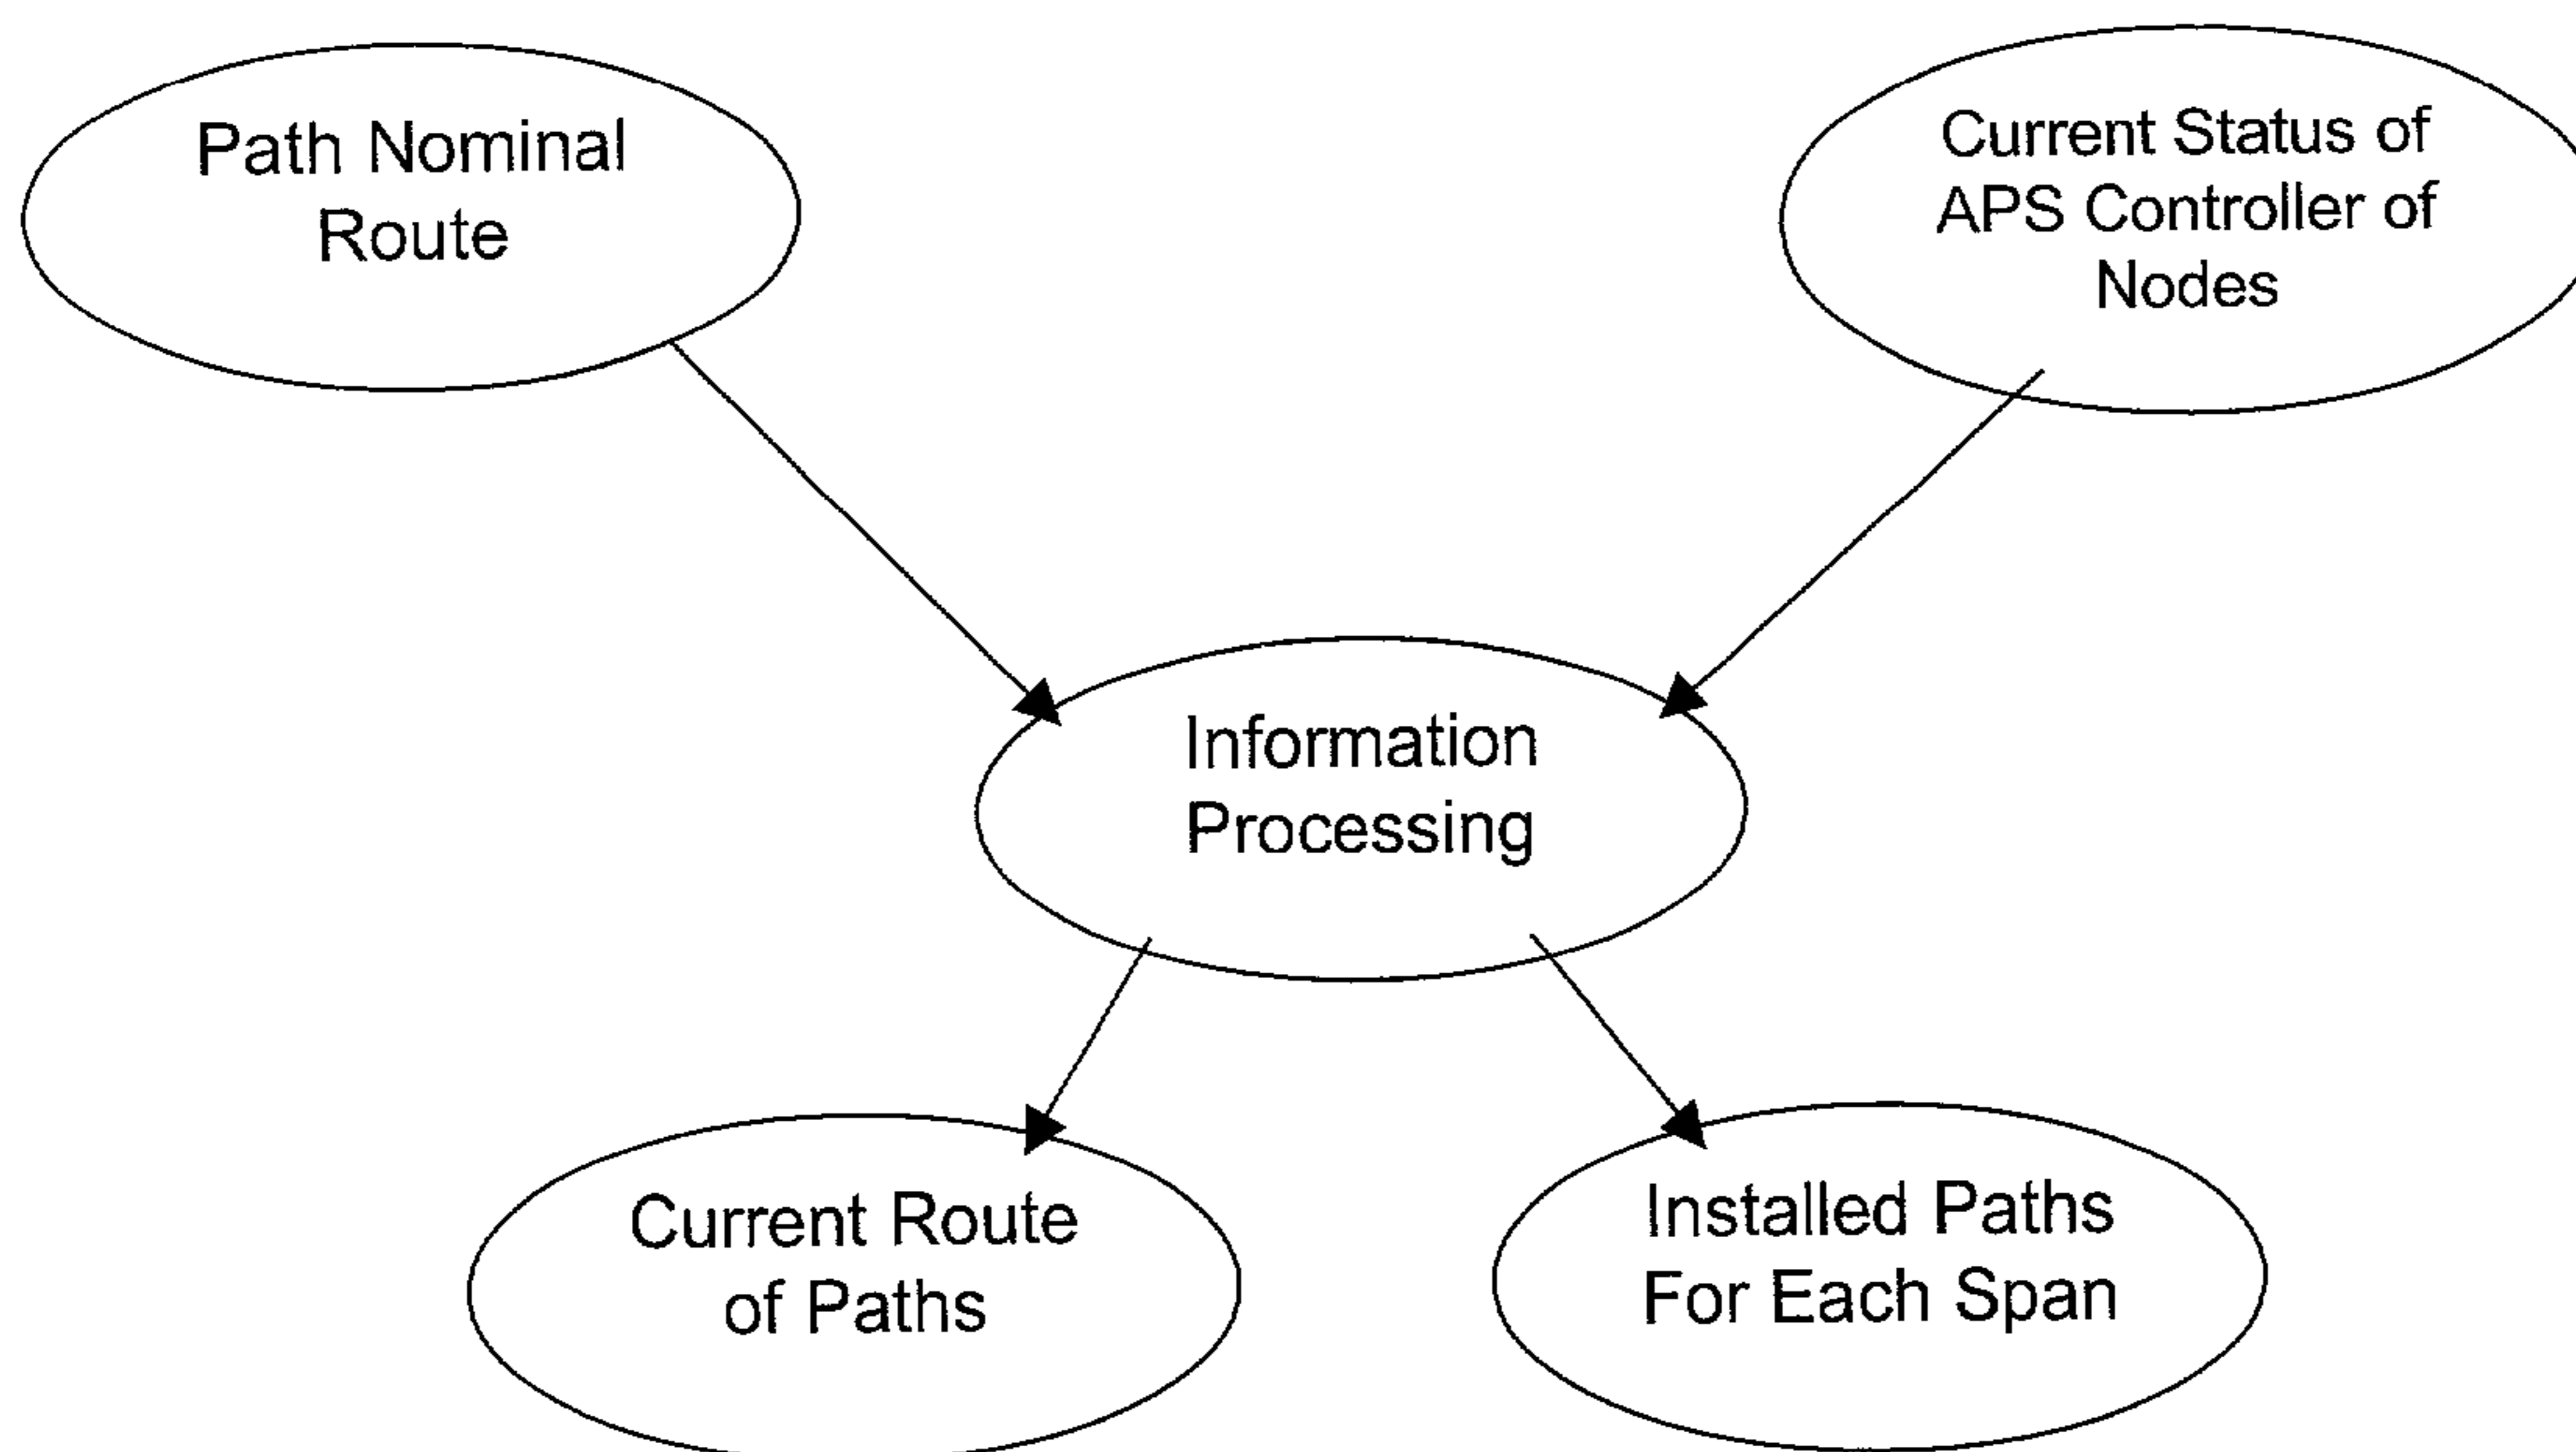 Path Nominal
Route
Current Status of
APS Controller of
Nodes
Information
Processing
Current Route
of Paths
Installed Paths
For Each Span